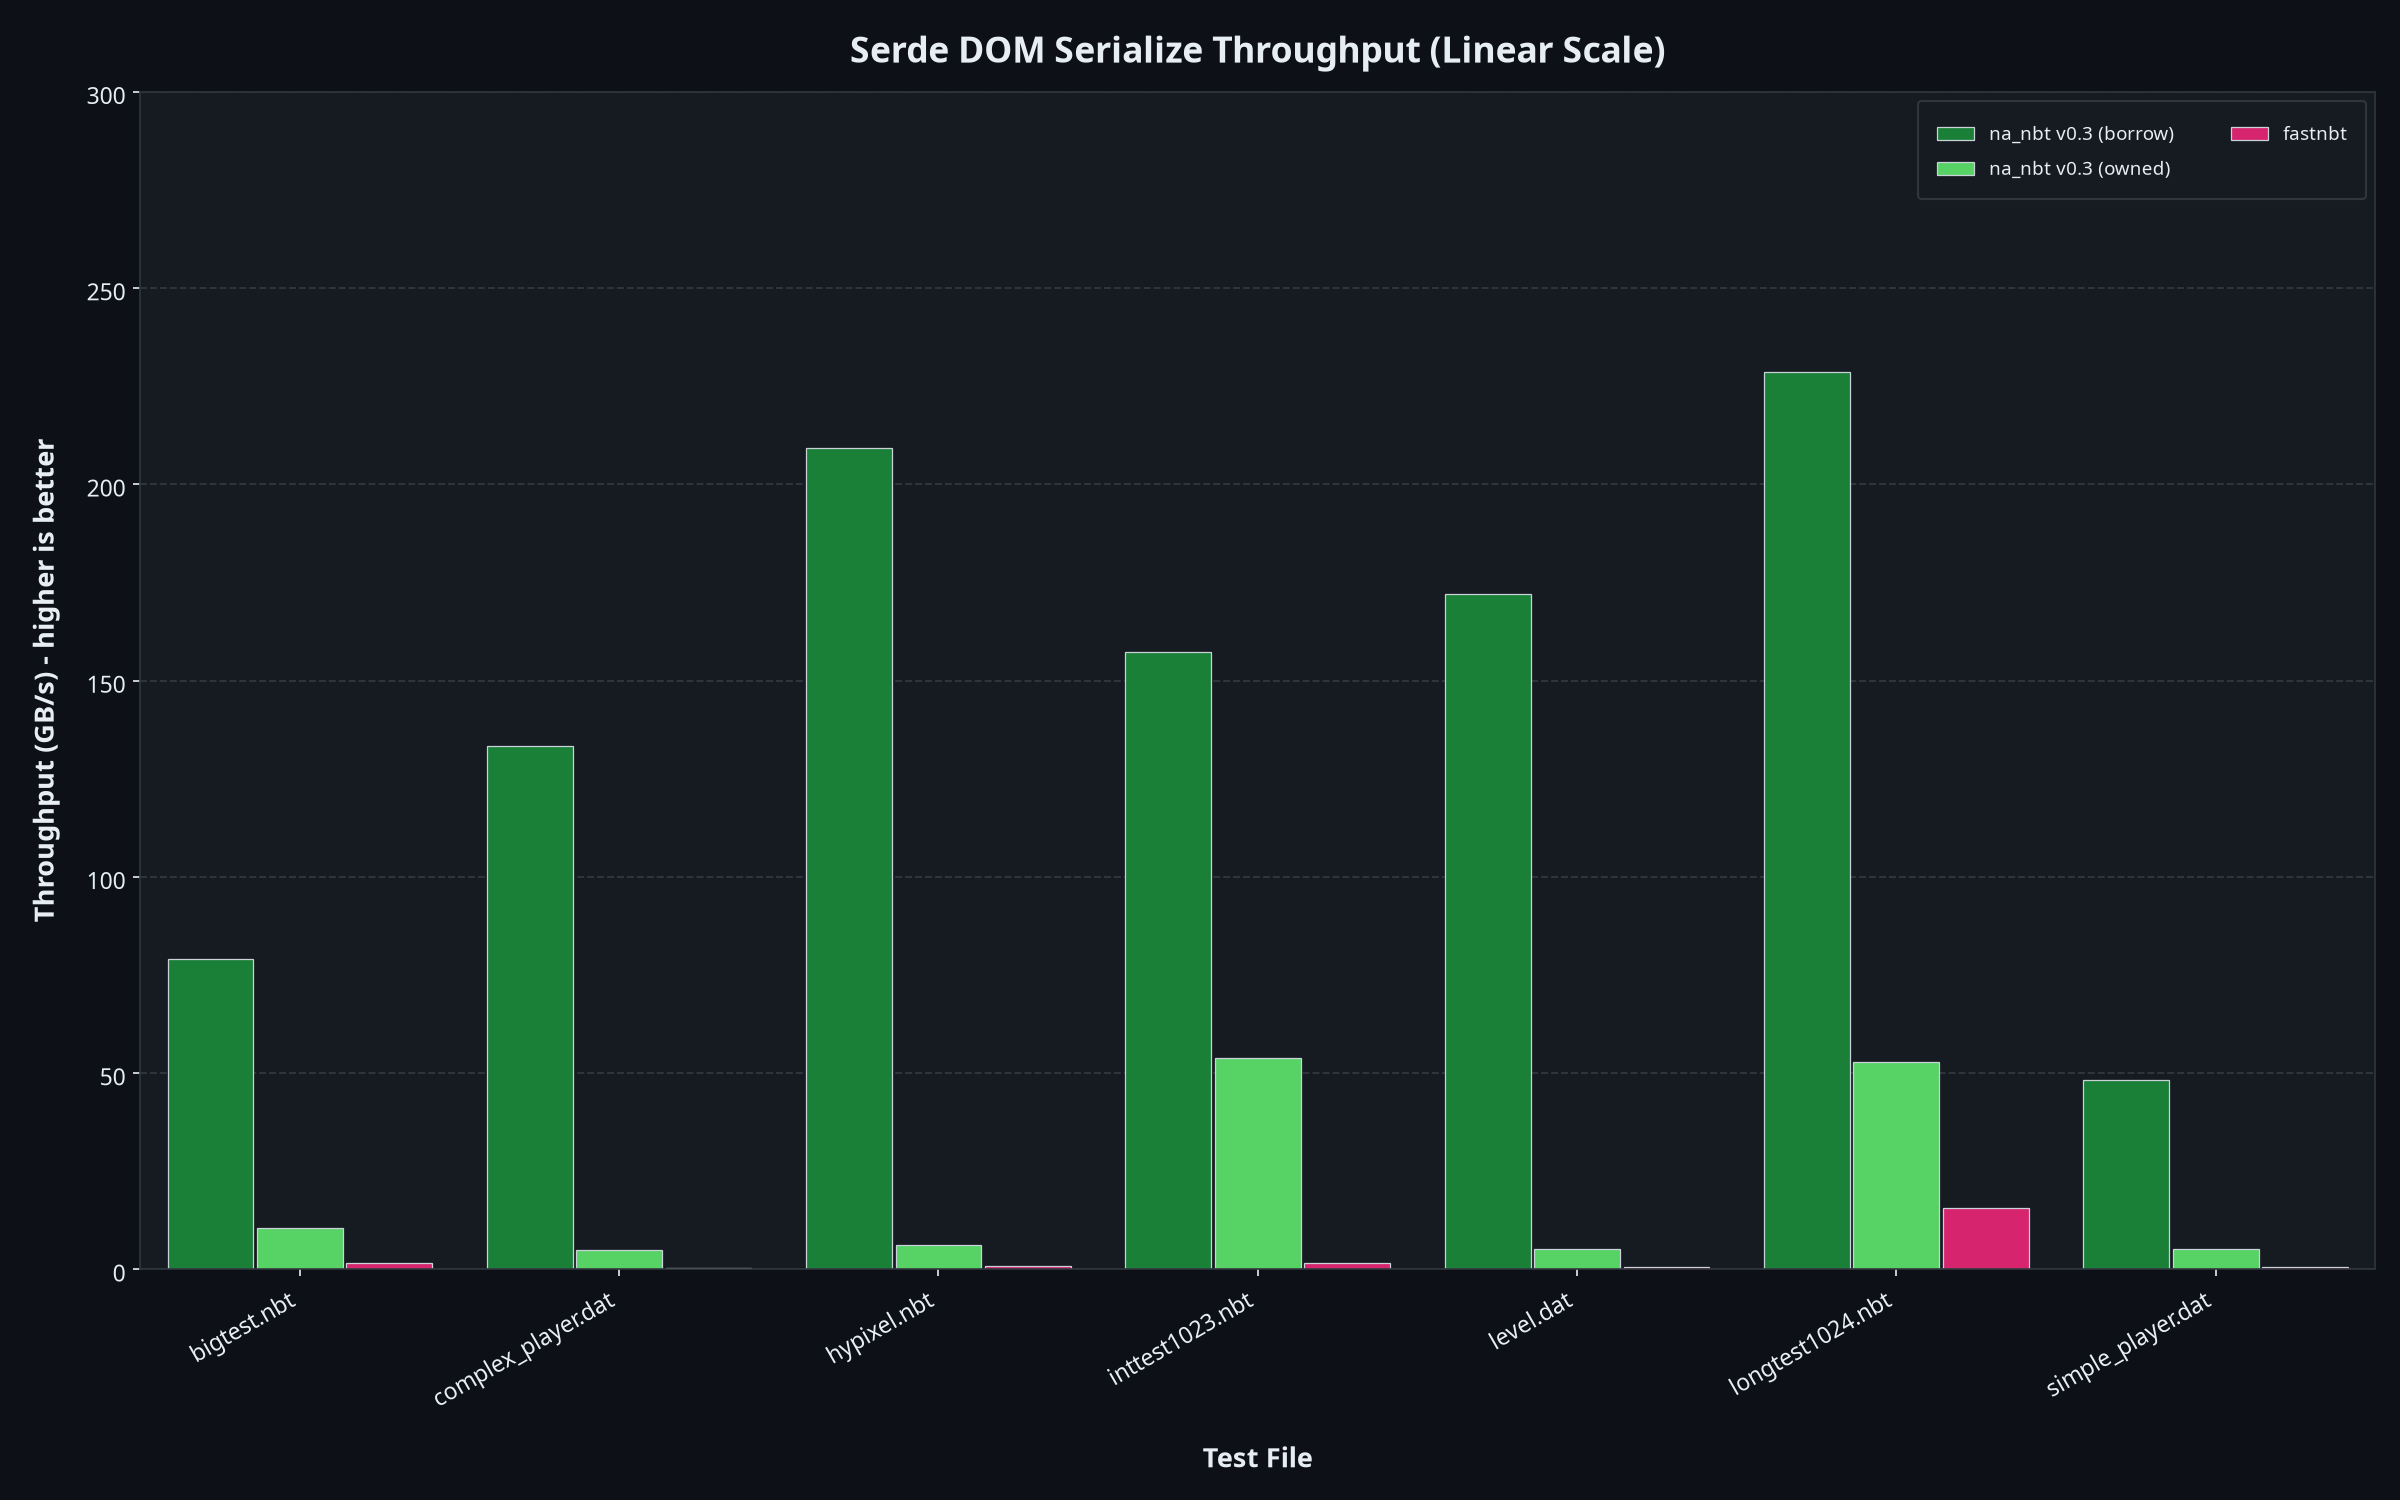 Serde DOM Serialize Throughput (Linear Scale)
na_nbt v0.3 (borrow)
na_nbt v0.3 (owned)
fastnbt
Throughput (GB/s) - higher is better
300
250
200
150
100
50
0
bigtest.nbt
complex_player.dat
hypixel.nbt
inttest1023.nbt
level.dat
longtest1024.nbt
simple_player.dat
Test File